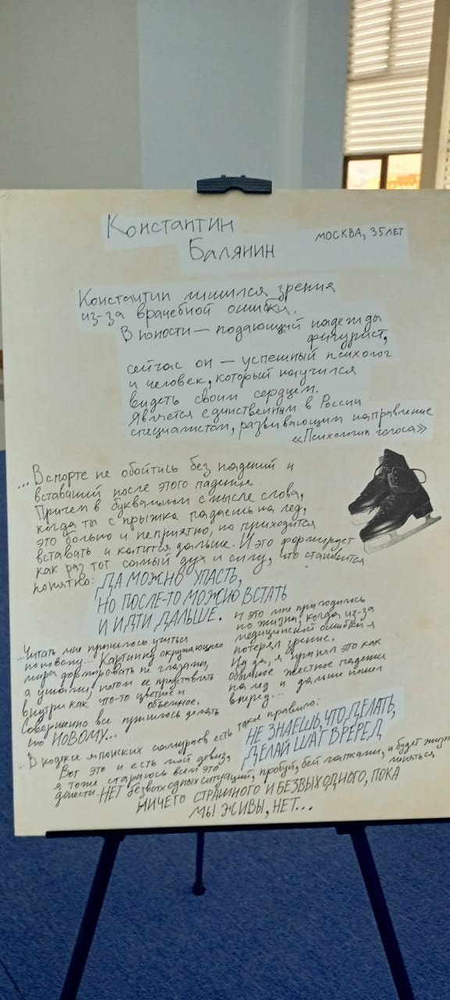 Константин
Балянин
МОСКВА, 35 ЛЕТ
Константин лишился зрения
из-за врачебной ошибки.
В юности — подающий надежды
фигурист,
сейчас он — успешный психолог
и человек, который научился
видеть своим сердцем.
Является единственным в России
специалистом, развивающим направление
«Психология голоса»
...В спорте не обойтись без падений и
вставаний после этого падения
Причем в буквальном смысле слова,
когда ты с прыжка падаешь на лед,
это больно и неприятно, но приходится
вставать и катится дальше. И это формирует
как раз тот самый дух и силу, что становится
понятно: ДА МОЖНО УПАСТЬ,
НО ПОСЛЕ-ТО МОЖНО ВСТАТЬ
И ИДТИ ДАЛЬШЕ.
И это мне пригодилось
по жизни, когда из-за
медицинской ошибки я
потерял зрение.
Ну да, я принял это как
обычное жесткое падение
на лед и дальше пошел
вперед...
...Читать мне пришлось учиться
по новому... Картинку окружающего
мира формировать не глазами,
а ушами, потом ее представлять
внутри как что-то цветное и
объемное.
Совершенно все пришлось делать
по НОВОМУ...
...В кодексе японских самураев есть такое правило:
НЕ ЗНАЕШЬ, ЧТО ДЕЛАТЬ,
ДЕЛАЙ ШАГ ВПЕРЕД
Вот это и есть мой девиз,
я тоже стараюсь всем это
донести. НЕТ безвыходных ситуаций, пробуй, бей лапками, и будет жизнь
меняться
НИЧЕГО СТРАШНОГО И БЕЗВЫХОДНОГО, ПОКА
МЫ ЖИВЫ, НЕТ...